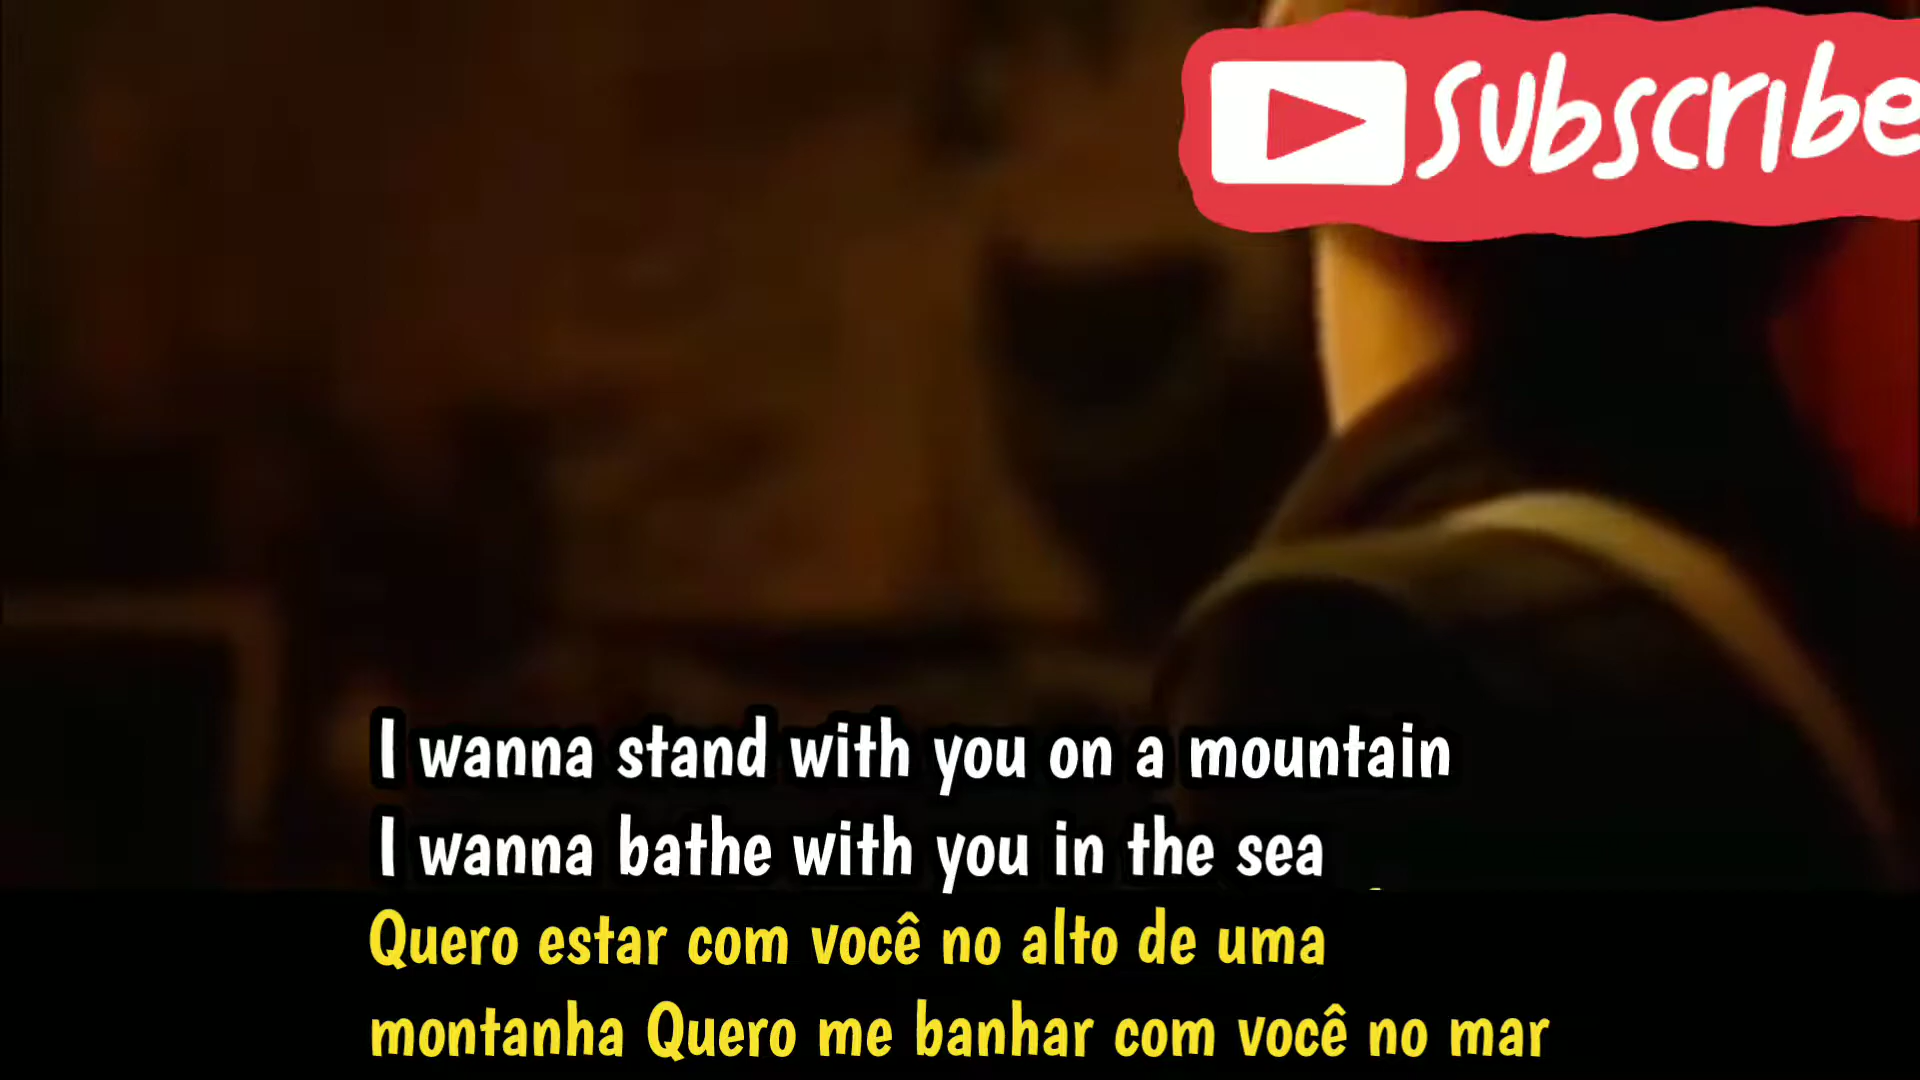 Subscribe
I wanna stand with you on a mountain
I wanna bathe with you in the sea
Quero estar com você no alto de uma
montanha Quero me banhar com você no mar